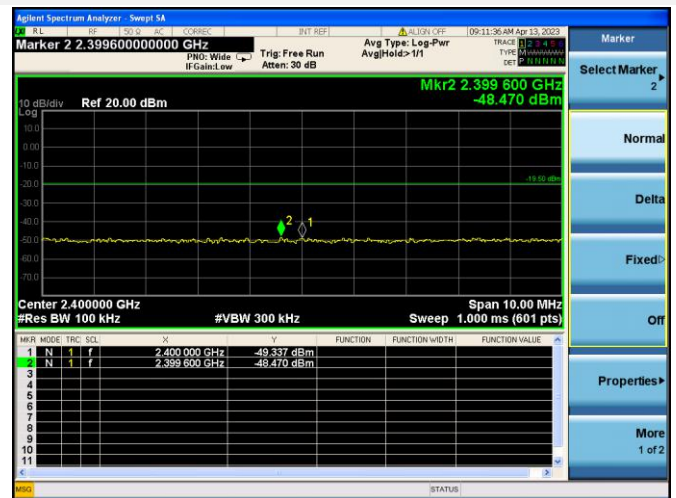 Agilent Spectrum Analyzer - Swept SA
RL RF 50 Ω AC CORREC INT REF ALIGN OFF 09:11:36 AM Apr 13, 2023
Marker 2 2.399600000000 GHz
PNO: Wide
IFGain:Low
Trig: Free Run
Atten: 30 dB
Avg Type: Log-Pwr
Avg|Hold>1/1
TRACE 1 2 3 4 5 6
TYPE
DET P N N N N N
Mkr2 2.399 600 GHz
-48.470 dBm
10 dB/div Ref 20.00 dBm
Log
10.0
0.00
-10.0
-19.50 dBm
-20.0
-30.0
-40.0
2 1
-50.0
-60.0
-70.0
Center 2.400000 GHz Span 10.00 MHz
#Res BW 100 kHz #VBW 300 kHz Sweep 1.000 ms (601 pts)
MKR MODE TRC SCL X Y FUNCTION FUNCTION WIDTH FUNCTION VALUE
1 N 1 f 2.400 000 GHz -49.337 dBm
2 N 1 f 2.399 600 GHz -48.470 dBm
3
4
5
6
7
8
9
10
11
MSG STATUS
Marker
Select Marker
2
Normal
Delta
Fixed
Off
Properties
More
1 of 2